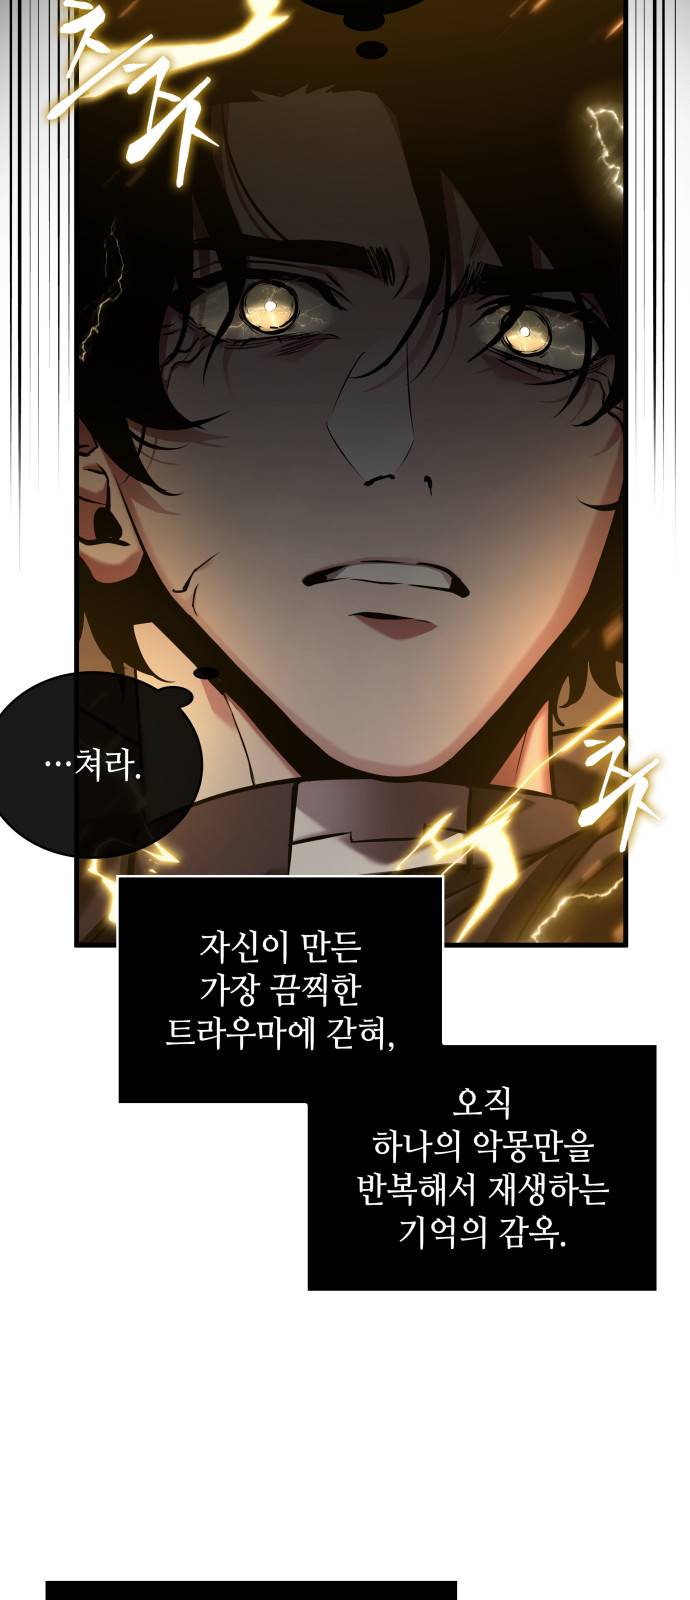 츠
즈
즛
…쳐라.
즈
즛
자신이 만든
가장 끔찍한
트라우마에 갇혀,
오직
하나의 악몽만을
반복해서 재생하는
기억의 감옥.